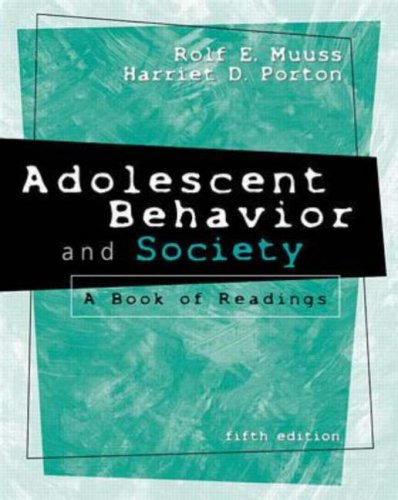 Rolf E. Muuss
Harriet D. Porton
Adolescent
Behavior
and Society
A Book of Readings
fifth edition